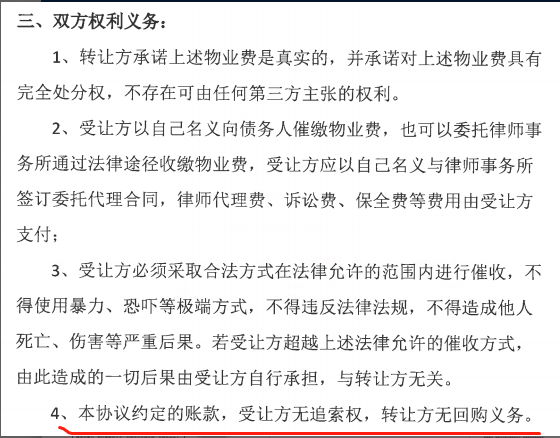 三、双方权利义务：
1、转让方承诺上述物业费是真实的，并承诺对上述物业费具有
完全处分权，不存在可由任何第三方主张的权利。
2、受让方以自己名义向债务人催缴物业费，也可以委托律师事
务所通过法律途径收缴物业费，受让方应以自己名义与律师事务所
签订委托代理合同，律师代理费、诉讼费、保全费等费用由受让方
支付；
3、受让方必须采取合法方式在法律允许的范围内进行催收，不
得使用暴力、恐吓等极端方式，不得违反法律法规，不得造成他人
死亡、伤害等严重后果。若受让方超越上述法律允许的催收方式，
由此造成的一切后果由受让方自行承担，与转让方无关。
4、本协议约定的账款，受让方无追索权，转让方无回购义务。